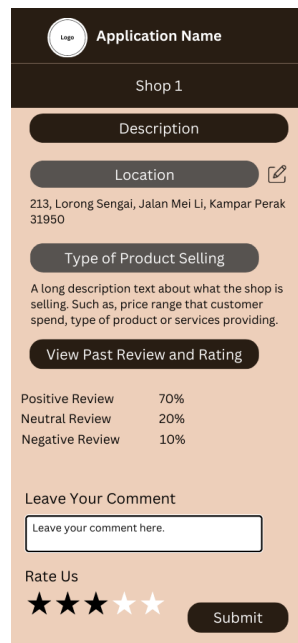 Logo
Application Name
Shop 1
Description
Location
213, Lorong Sengai, Jalan Mei Li, Kampar Perak
31950
Type of Product Selling
A long description text about what the shop is
selling. Such as, price range that customer
spend, type of product or services providing.
View Past Review and Rating
Positive Review 70%
Neutral Review 20%
Negative Review 10%
Leave Your Comment
Leave your comment here.
Rate Us
Submit